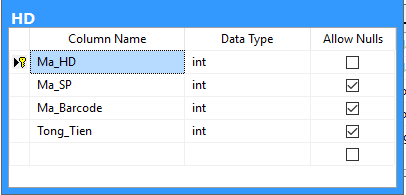 HD
Column Name Data Type Allow Nulls
Ma_HD int
Ma_SP int
Ma_Barcode int
Tong_Tien int